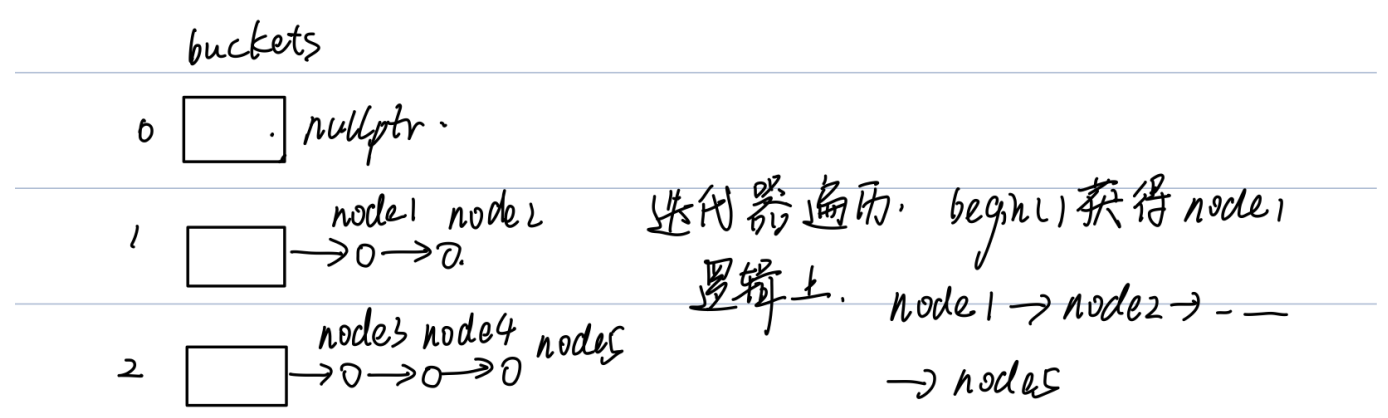 buckets
0 nullptr.
迭代器遍历. begin()获得node1
1 node1 node2
逻辑上. node1→node2→- —
→node5
2 node3 node4 node5